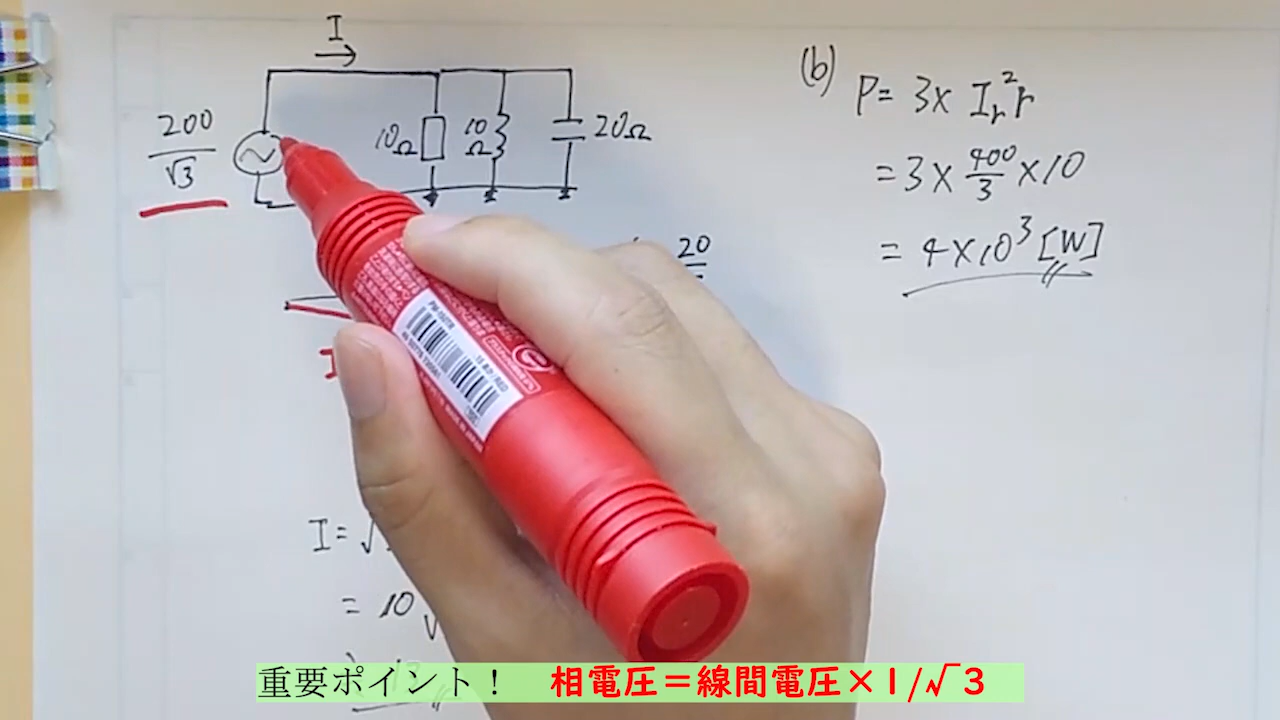 I
200
√3
10Ω
10Ω
20Ω
20
I=√
= 10√
(b)
P= 3× Ir²r
= 3 × 400/3 × 10
= 4×10³ [W]
重要ポイント! 相電圧=線間電圧×1/√3